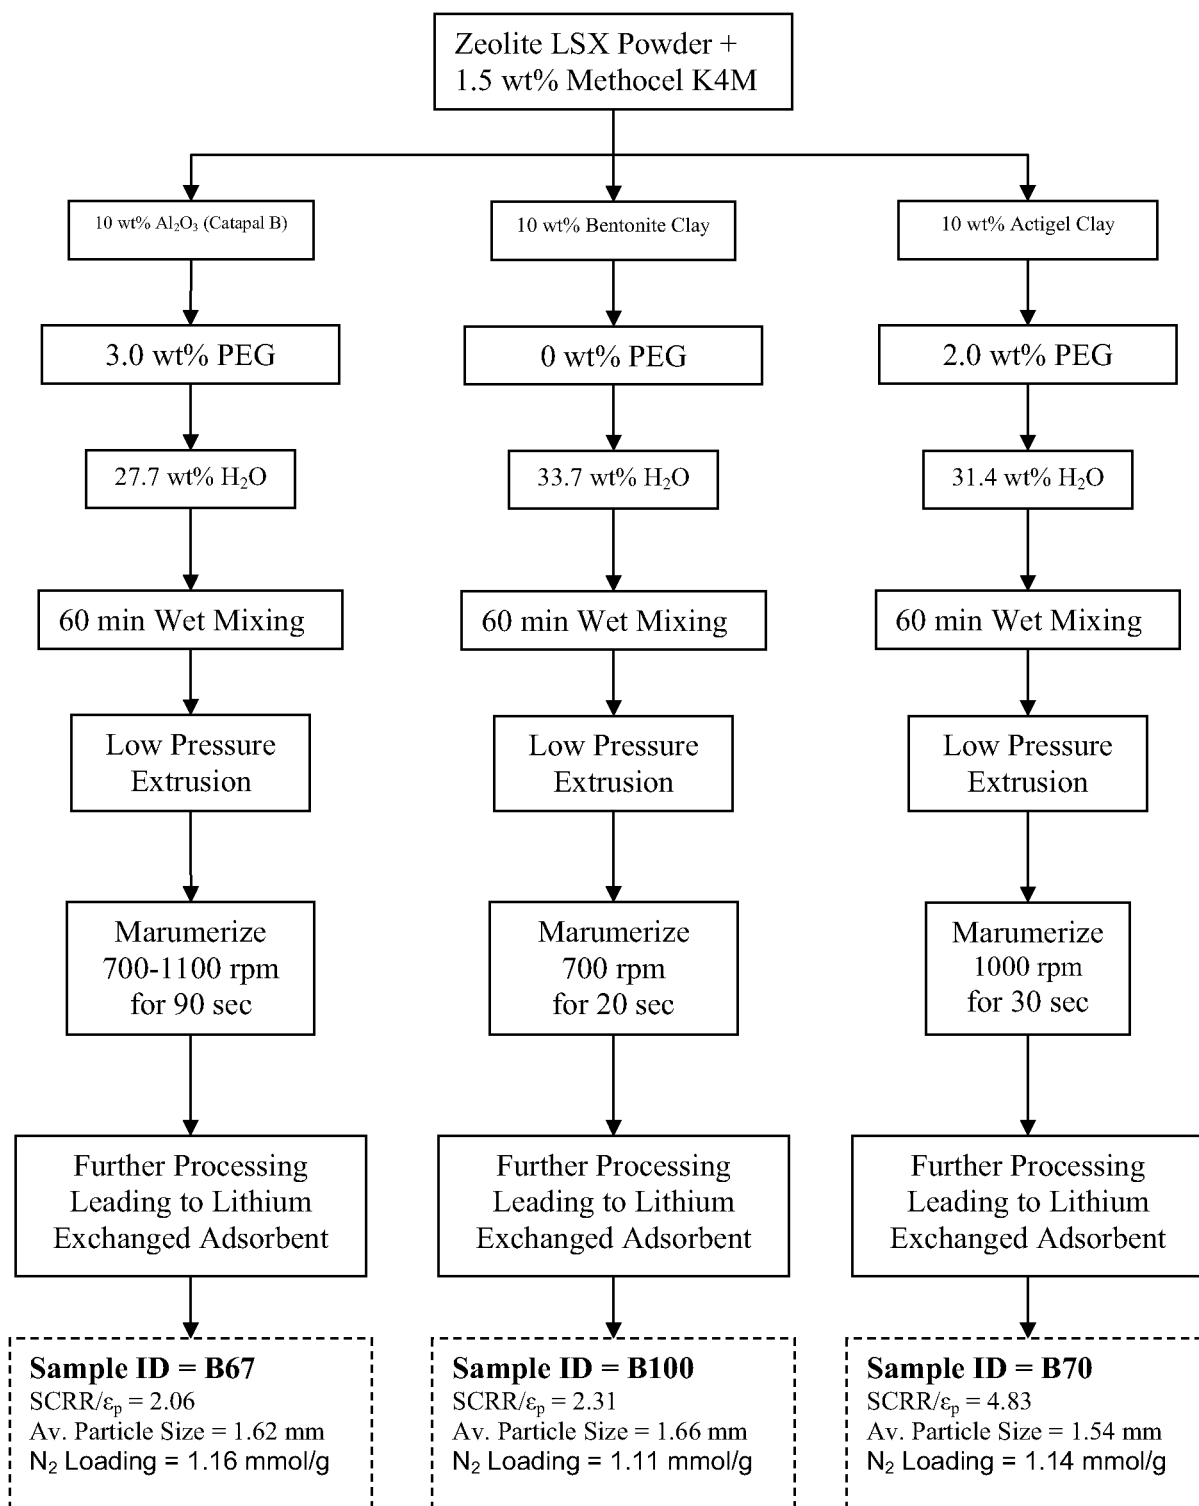 Zeolite LSX Powder +
1.5 wt% Methocel K4M
10 wt% Al₂O₃ (Catapal B)
10 wt% Bentonite Clay
10 wt% Actigel Clay
3.0 wt% PEG
0 wt% PEG
2.0 wt% PEG
27.7 wt% H₂O
33.7 wt% H₂O
31.4 wt% H₂O
60 min Wet Mixing
60 min Wet Mixing
60 min Wet Mixing
Low Pressure
Extrusion
Low Pressure
Extrusion
Low Pressure
Extrusion
Marumerize
700-1100 rpm
for 90 sec
Marumerize
700 rpm
for 20 sec
Marumerize
1000 rpm
for 30 sec
Further Processing
Leading to Lithium
Exchanged Adsorbent
Further Processing
Leading to Lithium
Exchanged Adsorbent
Further Processing
Leading to Lithium
Exchanged Adsorbent
Sample ID = B67
SCRR/εₚ = 2.06
Av. Particle Size = 1.62 mm
N₂ Loading = 1.16 mmol/g
Sample ID = B100
SCRR/εₚ = 2.31
Av. Particle Size = 1.66 mm
N₂ Loading = 1.11 mmol/g
Sample ID = B70
SCRR/εₚ = 4.83
Av. Particle Size = 1.54 mm
N₂ Loading = 1.14 mmol/g